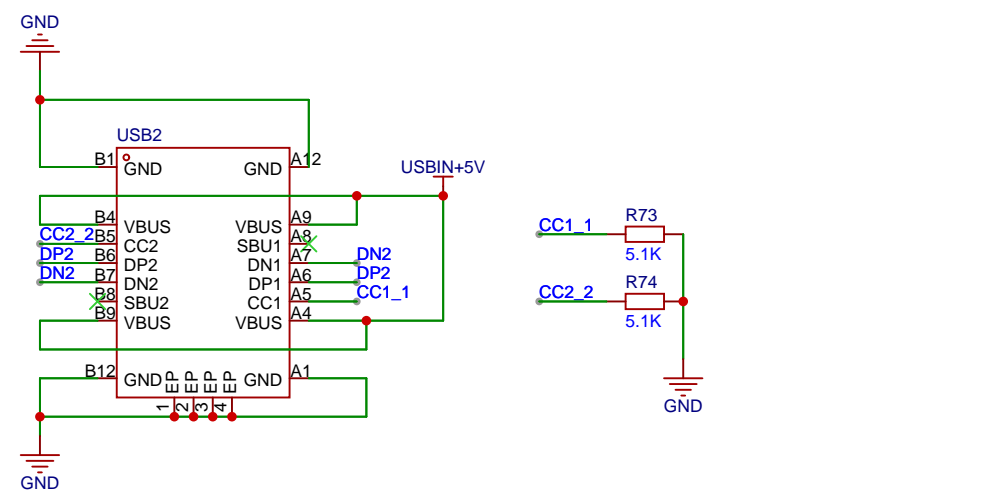 GND
USB2
B1
GND
GND
A12
USBIN+5V
B4
VBUS
VBUS
A9
CC2_2
B5
CC2
SBU1
A8
DP2
B6
DP2
DN1
A7
DN2
DN2
B7
DN2
DP1
A6
DP2
B8
SBU2
CC1
A5
CC1_1
B9
VBUS
VBUS
A4
B12
GND
EP
EP
EP
EP
GND
A1
1
2
3
4
GND
CC1_1
R73
5.1K
CC2_2
R74
5.1K
GND